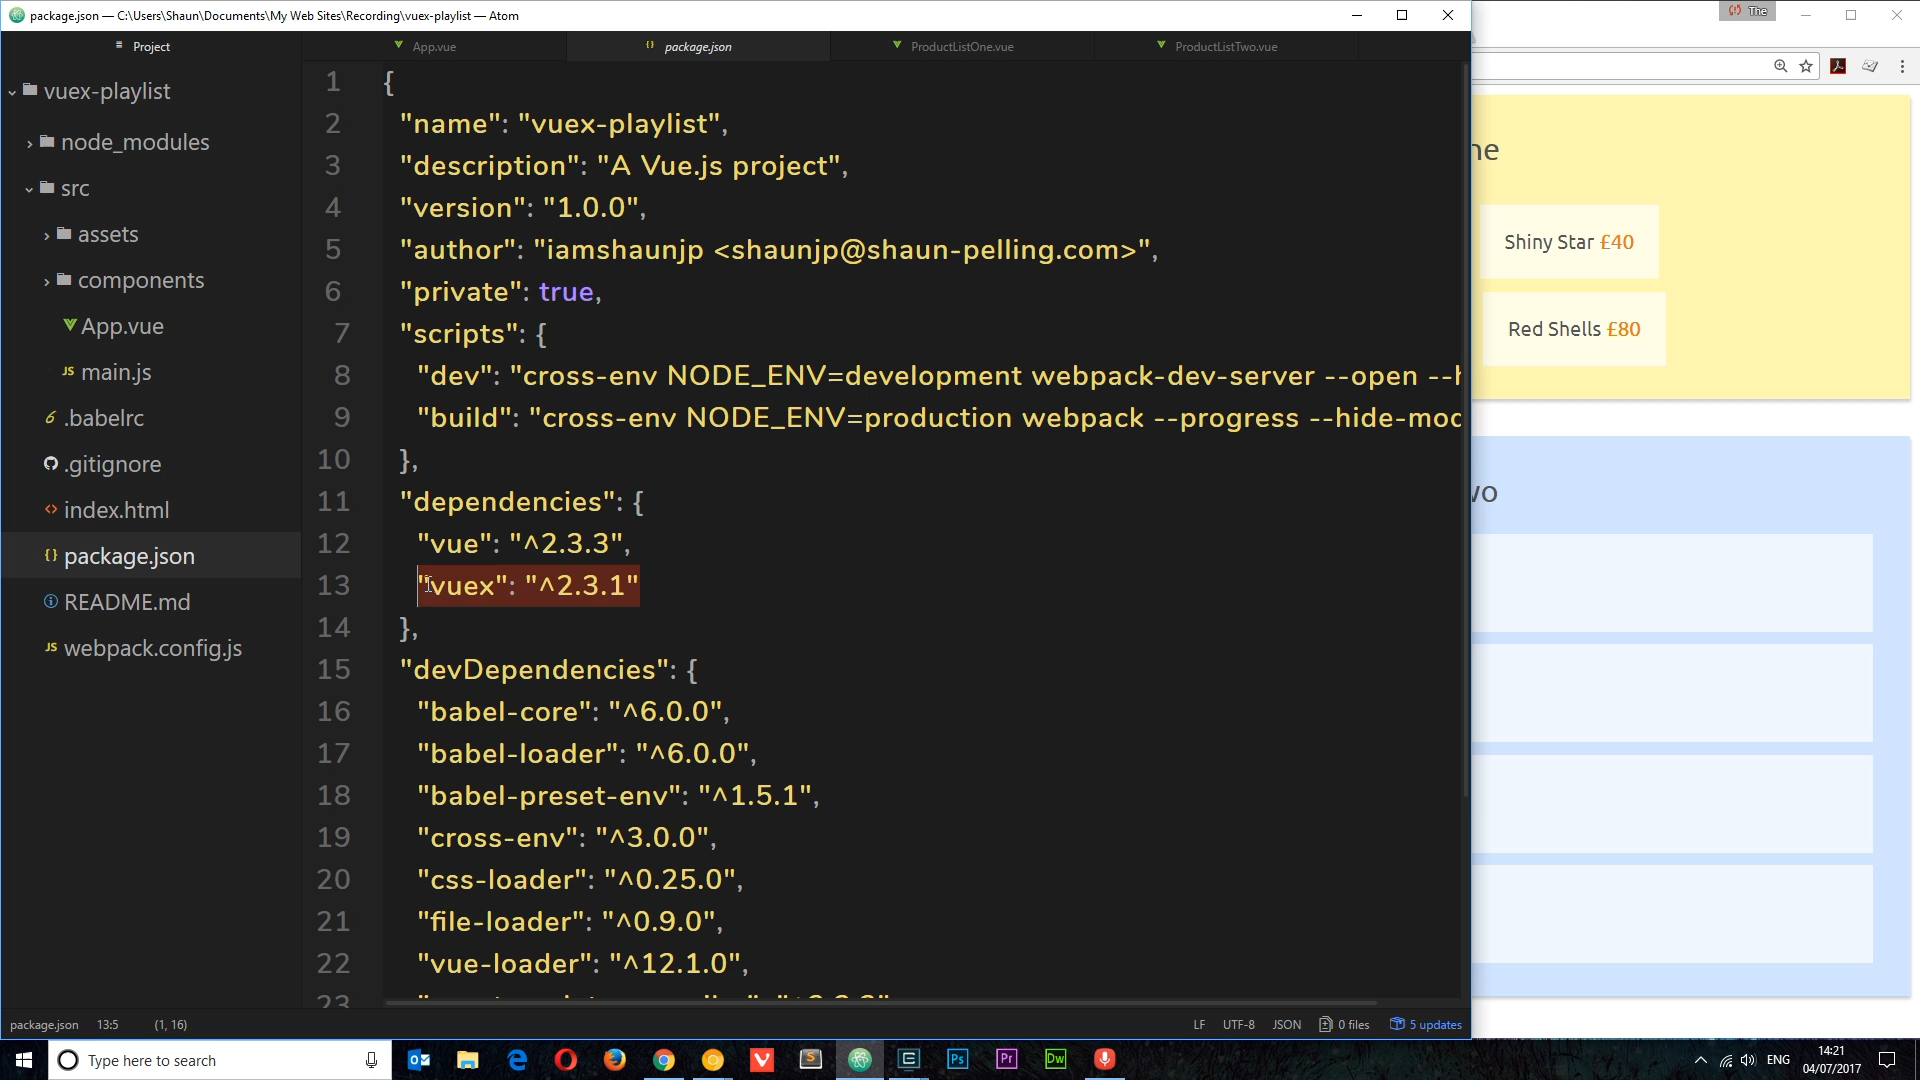 package.json — C:\Users\Shaun\Documents\My Web Sites\Recording\vuex-playlist — Atom
The
Project
App.vue
package.json
ProductListOne.vue
ProductListTwo.vue
vuex-playlist
node_modules
src
assets
components
App.vue
main.js
.babelrc
.gitignore
index.html
package.json
README.md
webpack.config.js
1 {
2 "name": "vuex-playlist",
3 "description": "A Vue.js project",
4 "version": "1.0.0",
5 "author": "iamshaunjp <shaunjp@shaun-pelling.com>",
6 "private": true,
7 "scripts": {
8 "dev": "cross-env NODE_ENV=development webpack-dev-server --open --h
9 "build": "cross-env NODE_ENV=production webpack --progress --hide-mod
10 },
11 "dependencies": {
12 "vue": "^2.3.3",
13 "vuex": "^2.3.1"
14 },
15 "devDependencies": {
16 "babel-core": "^6.0.0",
17 "babel-loader": "^6.0.0",
18 "babel-preset-env": "^1.5.1",
19 "cross-env": "^3.0.0",
20 "css-loader": "^0.25.0",
21 "file-loader": "^0.9.0",
22 "vue-loader": "^12.1.0",
23
ne
Shiny Star £40
Red Shells £80
wo
package.json 13:5 (1, 16)
LF UTF-8 JSON 0 files 5 updates
Type here to search
ENG
14:21
04/07/2017